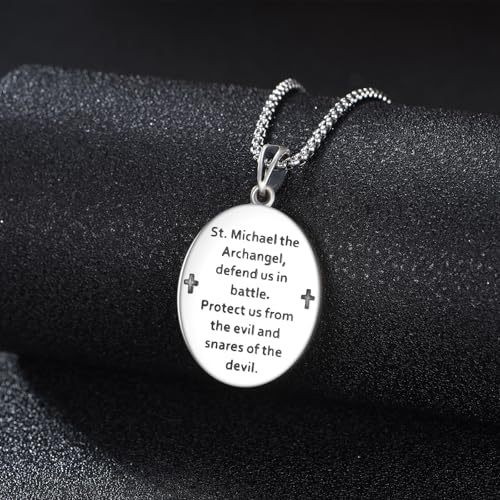 St. Michael the
Archangel,
defend us in
battle.
Protect us from
the evil and
snares of the
devil.